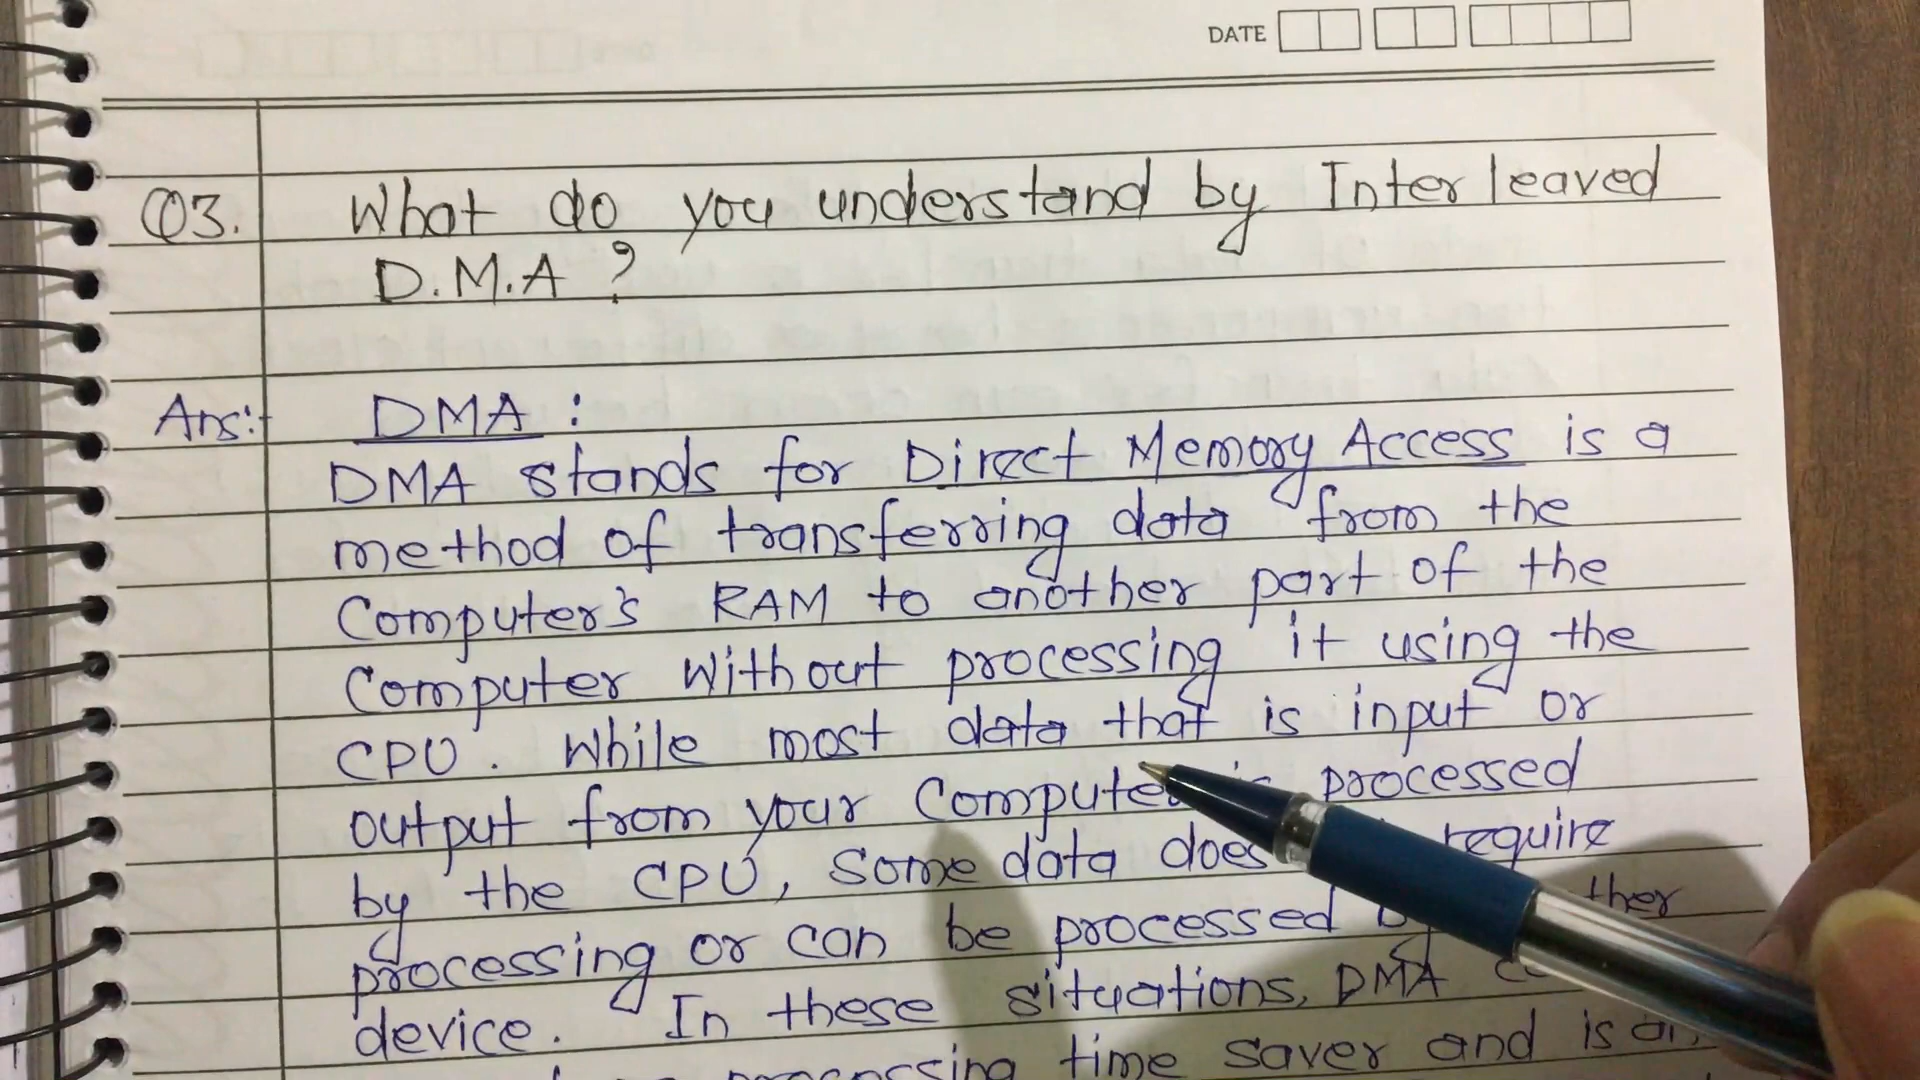 DATE
Q3. What do you understand by Interleaved
D.M.A ?
Ans:- DMA :
DMA stands for Direct Memory Access is a
method of transferring data from the
Computer's RAM to another part of the
Computer without processing it using the
CPU. While most data that is input or
output from your Computer is processed
by the CPU, Some data does require
processing or can be processed
device. In these situations, DMA
processing time saver and is